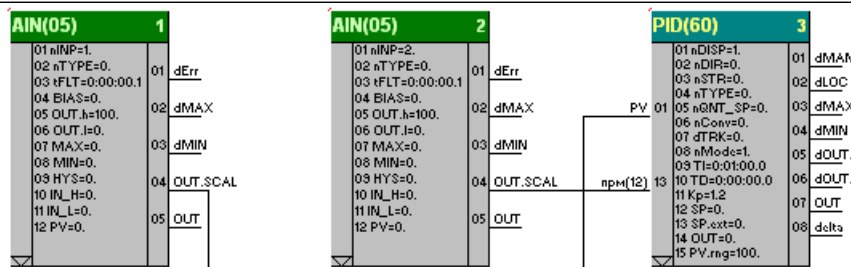 AIN(05) 1
01 nINP=1.
02 nTYPE=0.
03 tFLT=0:00:00.1
04 BIAS=0.
05 OUT.h=100.
06 OUT.l=0.
07 MAX=0.
08 MIN=0.
09 HYS=0.
10 IN_H=0.
11 IN_L=0.
12 PV=0.
01 dErr
02 dMAX
03 dMIN
04 OUT.SCAL
05 OUT
AIN(05) 2
01 nINP=2.
02 nTYPE=0.
03 tFLT=0:00:00.1
04 BIAS=0.
05 OUT.h=100.
06 OUT.l=0.
07 MAX=0.
08 MIN=0.
09 HYS=0.
10 IN_H=0.
11 IN_L=0.
12 PV=0.
01 dErr
02 dMAX
03 dMIN
04 OUT.SCAL
05 OUT
PID(60) 3
PV 01
прм(12) 13
01 nDISP=1.
02 nDIR=0.
03 nSTR=0.
04 nTYPE=0.
05 nQNT_SP=0.
06 nConv=0.
07 dTRK=0.
08 nMode=1.
09 TI=0:01:00.0
10 TD=0:00:00.0
11 Kp=1.2
12 SP=0.
13 SP.ext=0.
14 OUT=0.
15 PV.rng=100.
01 dMAN
02 dLOC
03 dMAX
04 dMIN
05 dOUT.
06 dOUT.
07 OUT
08 delta